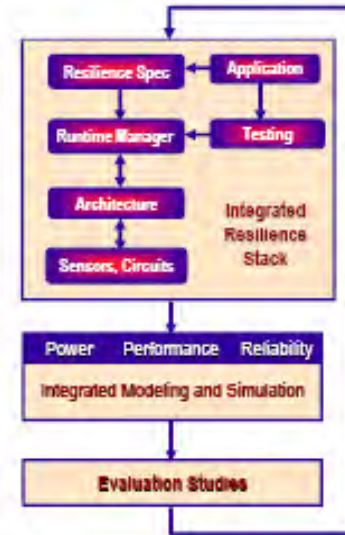 Resilience Spec
Application
Runtime Manager
Testing
Architecture
Integrated
Resilience
Stack
Sensors, Circuits
Power Performance Reliability
Integrated Modeling and Simulation
Evaluation Studies